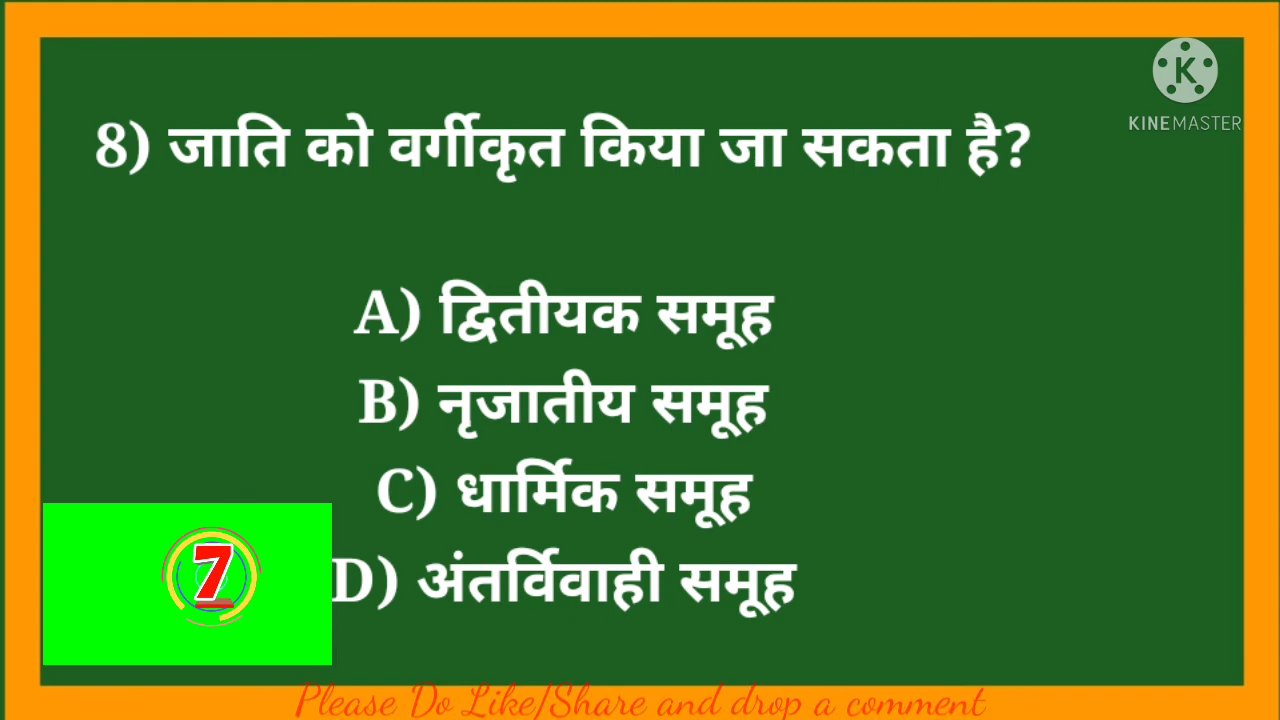 K
KINEMASTER
8) जाति को वर्गीकृत किया जा सकता है?
A) द्वितीयक समूह
B) नृजातीय समूह
C) धार्मिक समूह
7
D) अंतर्विवाही समूह
Please Do Like/Share and drop a comment